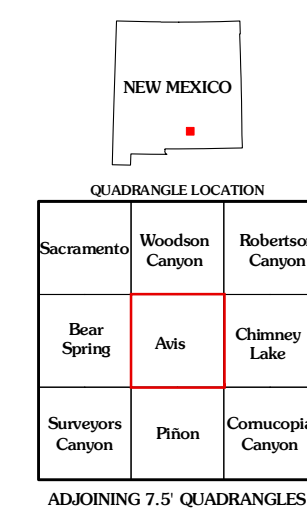 NEW MEXICO
QUADRANGLE LOCATION
Sacramento
Woodson
Canyon
Robertso
Canyon
Bear
Spring
Avis
Chimney
Lake
Surveyors
Canyon
Piñon
Cornucopia
Canyon
ADJOINING 7.5' QUADRANGLES